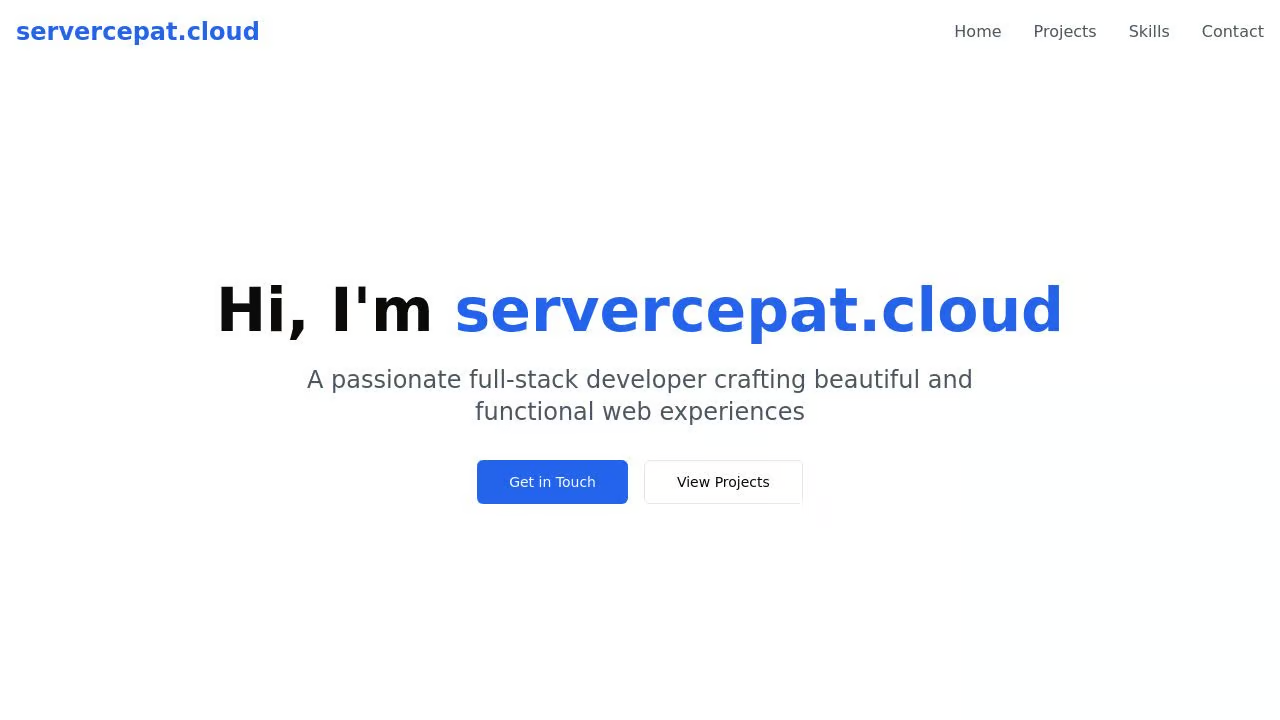 servercepat.cloud
Home
Projects
Skills
Contact
Hi, I'm servercepat.cloud
A passionate full-stack developer crafting beautiful and
functional web experiences
Get in Touch
View Projects